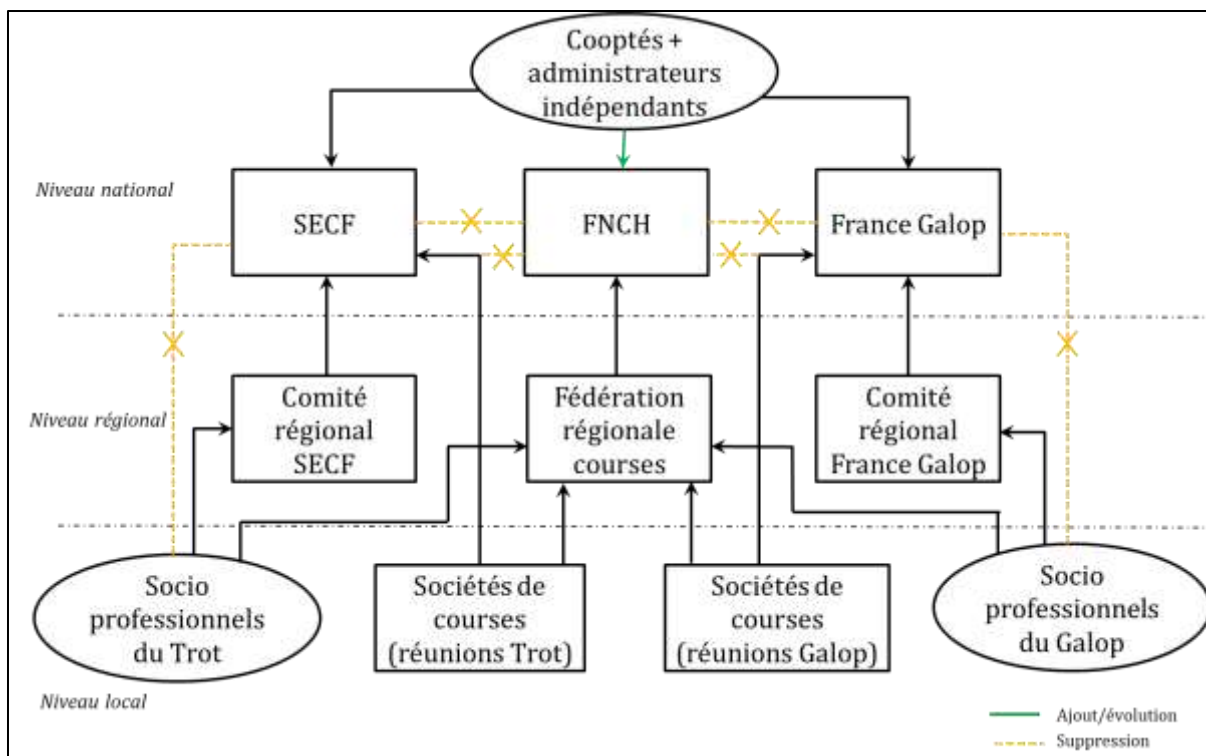 Cooptés +
administrateurs
indépendants
Niveau national
SECF
FNCH
France Galop
Niveau régional
Comité
régional
SECF
Fédération
régionale
courses
Comité
régional
France Galop
Socio
professionnels
du Trot
Sociétés de
courses
(réunions Trot)
Sociétés de
courses
(réunions Galop)
Socio
professionnels
du Galop
Niveau local
Ajout/évolution
Suppression